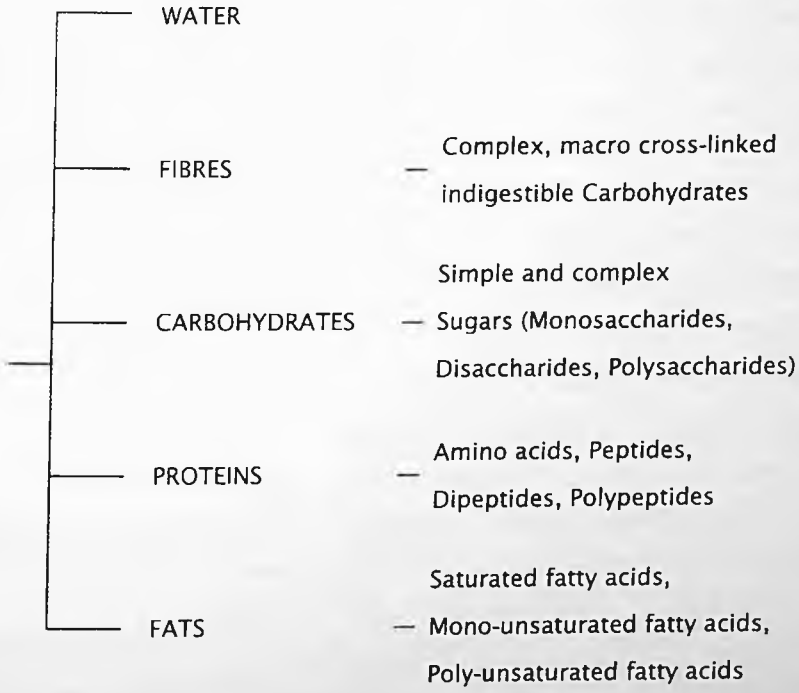 WATER
FIBRES — Complex, macro cross-linked
indigestible Carbohydrates
Simple and complex
CARBOHYDRATES — Sugars (Monosaccharides,
Disaccharides, Polysaccharides)
PROTEINS — Amino acids, Peptides,
Dipeptides, Polypeptides
Saturated fatty acids,
FATS — Mono-unsaturated fatty acids,
Poly-unsaturated fatty acids